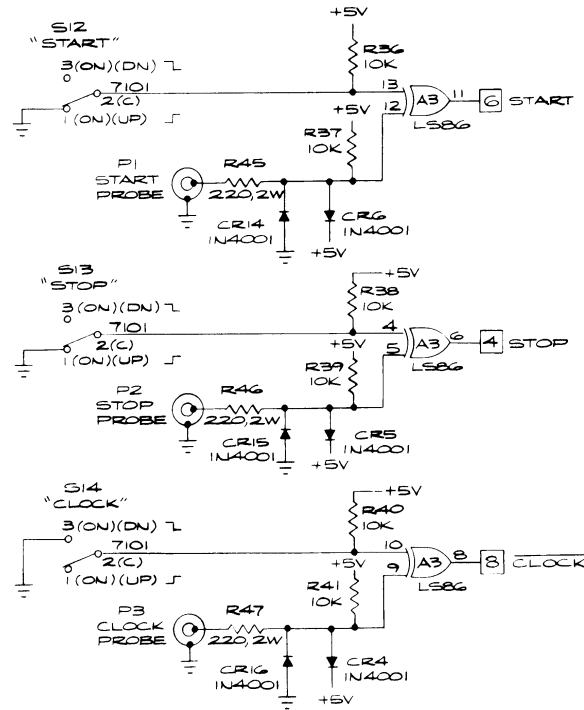 +5V
S12
"START"
R36
10K
3(ON)(DN)
7101
2(C)
1(ON)(UP)
13
12
A3
11
6
START
LS86
+5V
R37
10K
P1
START
PROBE
R45
220,2W
CR14
1N4001
CR6
1N4001
+5V
S13
"STOP"
+5V
R38
10K
3(ON)(DN)
7101
2(C)
1(ON)(UP)
4
5
A3
6
4
STOP
LS86
+5V
R39
10K
P2
STOP
PROBE
R46
220,2W
CR15
1N4001
CR5
1N4001
+5V
S14
"CLOCK"
+5V
R40
10K
3(ON)(DN)
7101
2(C)
1(ON)(UP)
10
9
A3
8
8
CLOCK
LS86
+5V
R41
10K
P3
CLOCK
PROBE
R47
220,2W
CR16
1N4001
CR4
1N4001
+5V